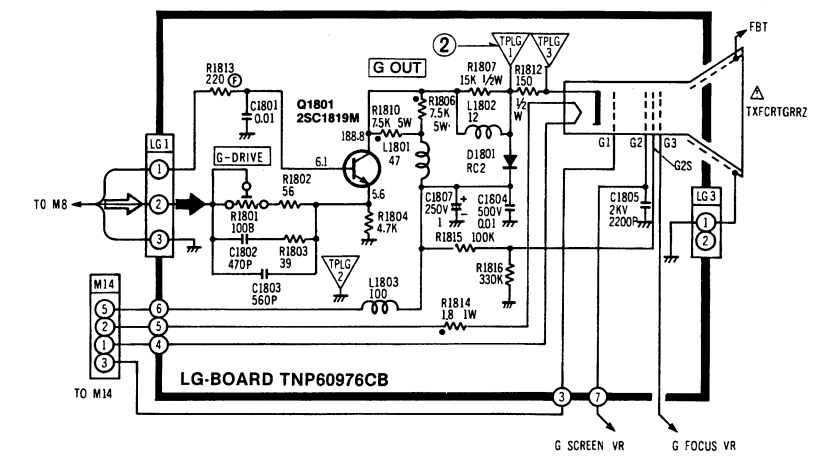 FBT
2
TPLG 1
TPLG 3
G OUT
R1813
220 F
C1801
0.01
Q1801
2SC1819M
R1810
7.5K 5W
R1806
7.5K
5W
R1807
15K ½W
R1812
150
½
W
L1802
12
188.8
L1801
47
D1801
RC2
TXFCRTGRRZ
G1
G2
G3
G2S
LG1
1
2
3
G-DRIVE
6.1
5.6
R1802
56
R1801
100B
R1804
4.7K
C1802
470P
R1803
39
C1803
560P
TPLG 2
C1807
250V
1
+
-
C1804
500V
0.01
R1815 100K
R1816
330K
C1805
2KV
2200P
LG3
1
2
TO M8
L1803
100
R1814
1.8 1W
M14
5
2
1
3
6
5
4
TO M14
LG-BOARD TNP60976CB
3
7
G SCREEN VR
G FOCUS VR